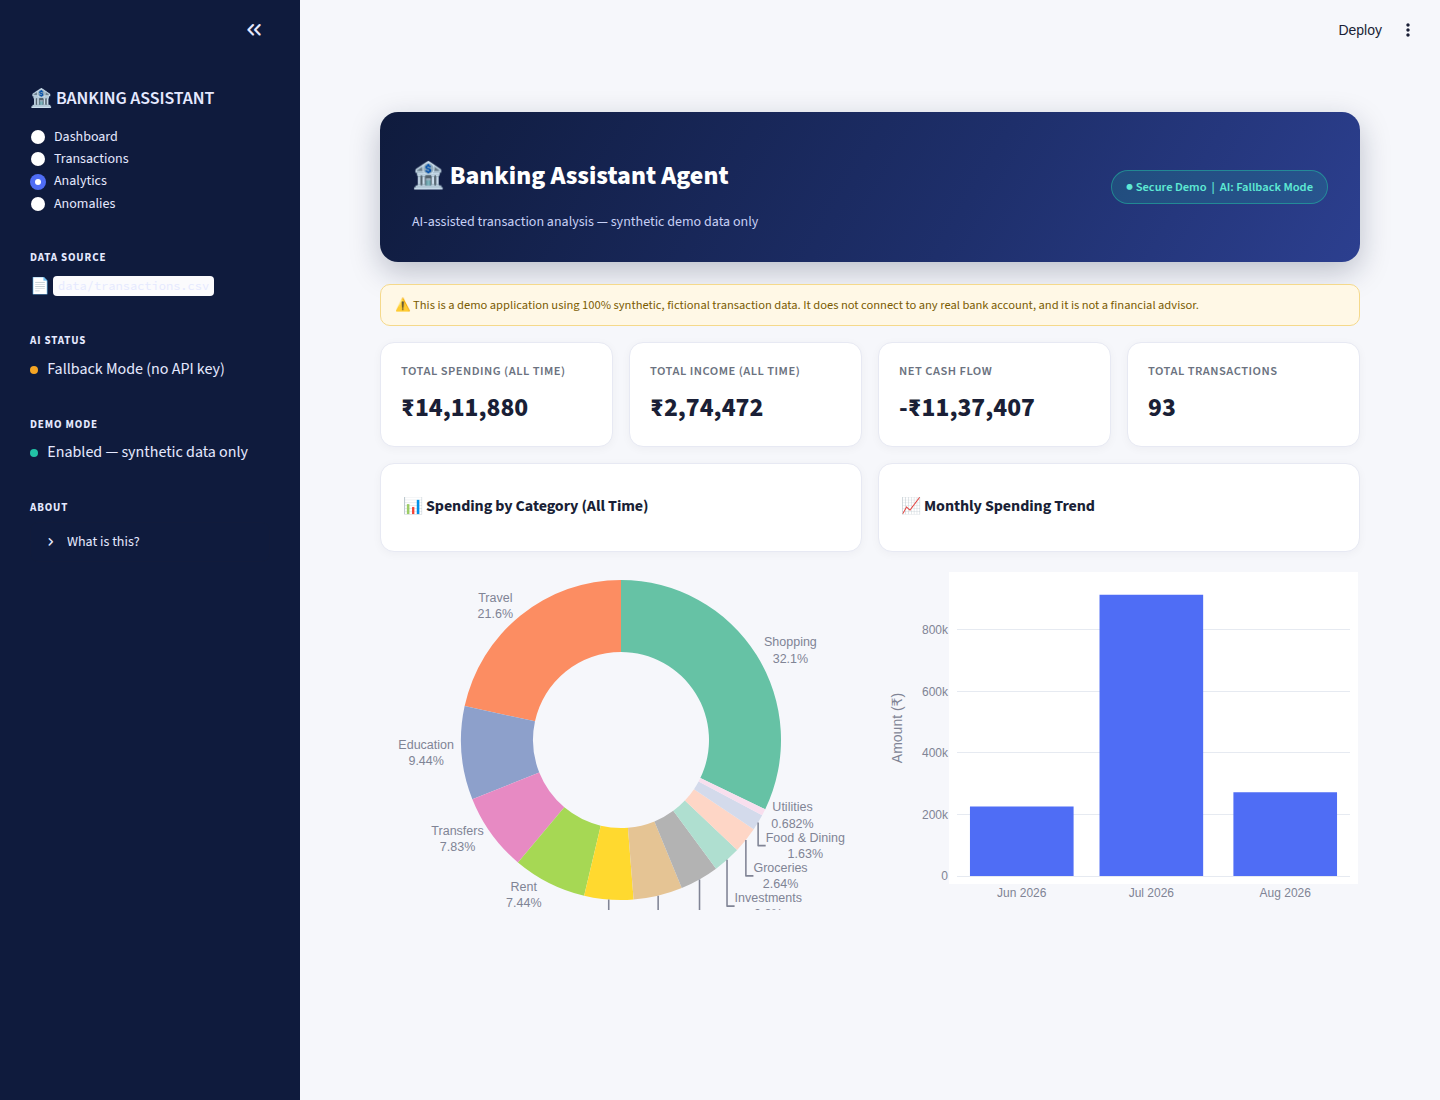 Deploy
🏦 BANKING ASSISTANT
Dashboard
Transactions
Analytics
Anomalies
DATA SOURCE
data/transactions.csv
AI STATUS
Fallback Mode (no API key)
DEMO MODE
Enabled — synthetic data only
ABOUT
What is this?
🏦 Banking Assistant Agent
AI-assisted transaction analysis — synthetic demo data only
● Secure Demo | AI: Fallback Mode
⚠️ This is a demo application using 100% synthetic, fictional transaction data. It does not connect to any real bank account, and it is not a financial advisor.
TOTAL SPENDING (ALL TIME)
₹14,11,880
TOTAL INCOME (ALL TIME)
₹2,74,472
NET CASH FLOW
-₹11,37,407
TOTAL TRANSACTIONS
93
📊 Spending by Category (All Time)
📈 Monthly Spending Trend
Travel
21.6%
Shopping
32.1%
Education
9.44%
Transfers
7.83%
Rent
7.44%
Utilities
0.682%
Food & Dining
1.63%
Groceries
2.64%
Investments
Amount (₹)
800k
600k
400k
200k
0
Jun 2026
Jul 2026
Aug 2026